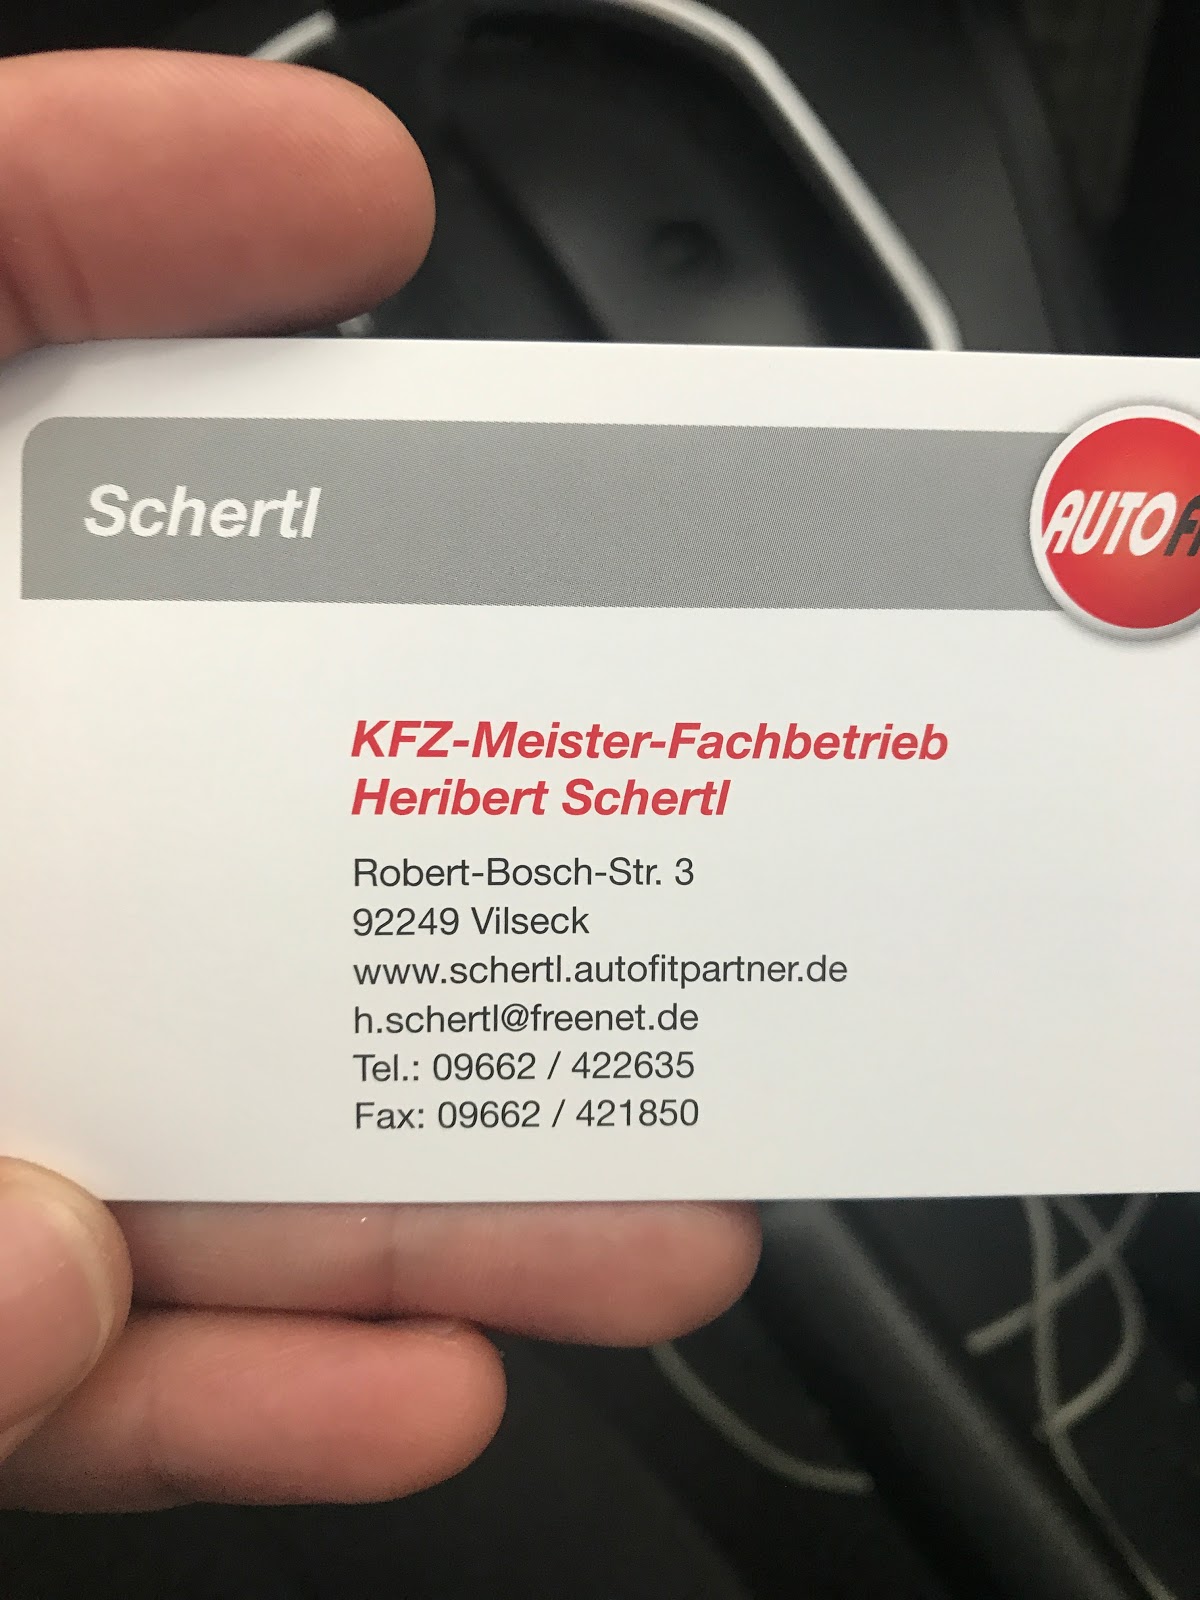 Schertl
AUTOFI
KFZ-Meister-Fachbetrieb
Heribert Schertl
Robert-Bosch-Str. 3
92249 Vilseck
www.schertl.autofitpartner.de
h.schertl@freenet.de
Tel.: 09662 / 422635
Fax: 09662 / 421850